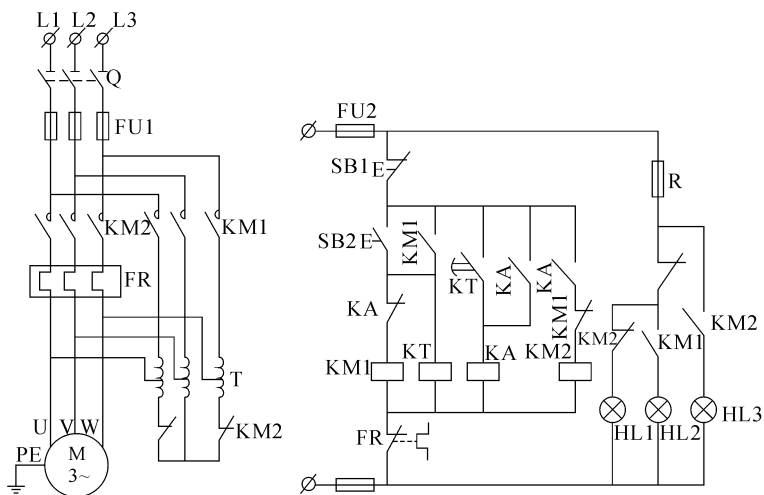 L1 L2 L3
Q
FU1
KM2
KM1
FR
T
KM2
U V W
PE
M
3~
FU2
SB1 E
R
SB2 E
KM1
KT
KA
KA
KA
KM1
KM2
KM1
KM2
KM1
KT
KA
KM2
HL1
HL2
HL3
FR